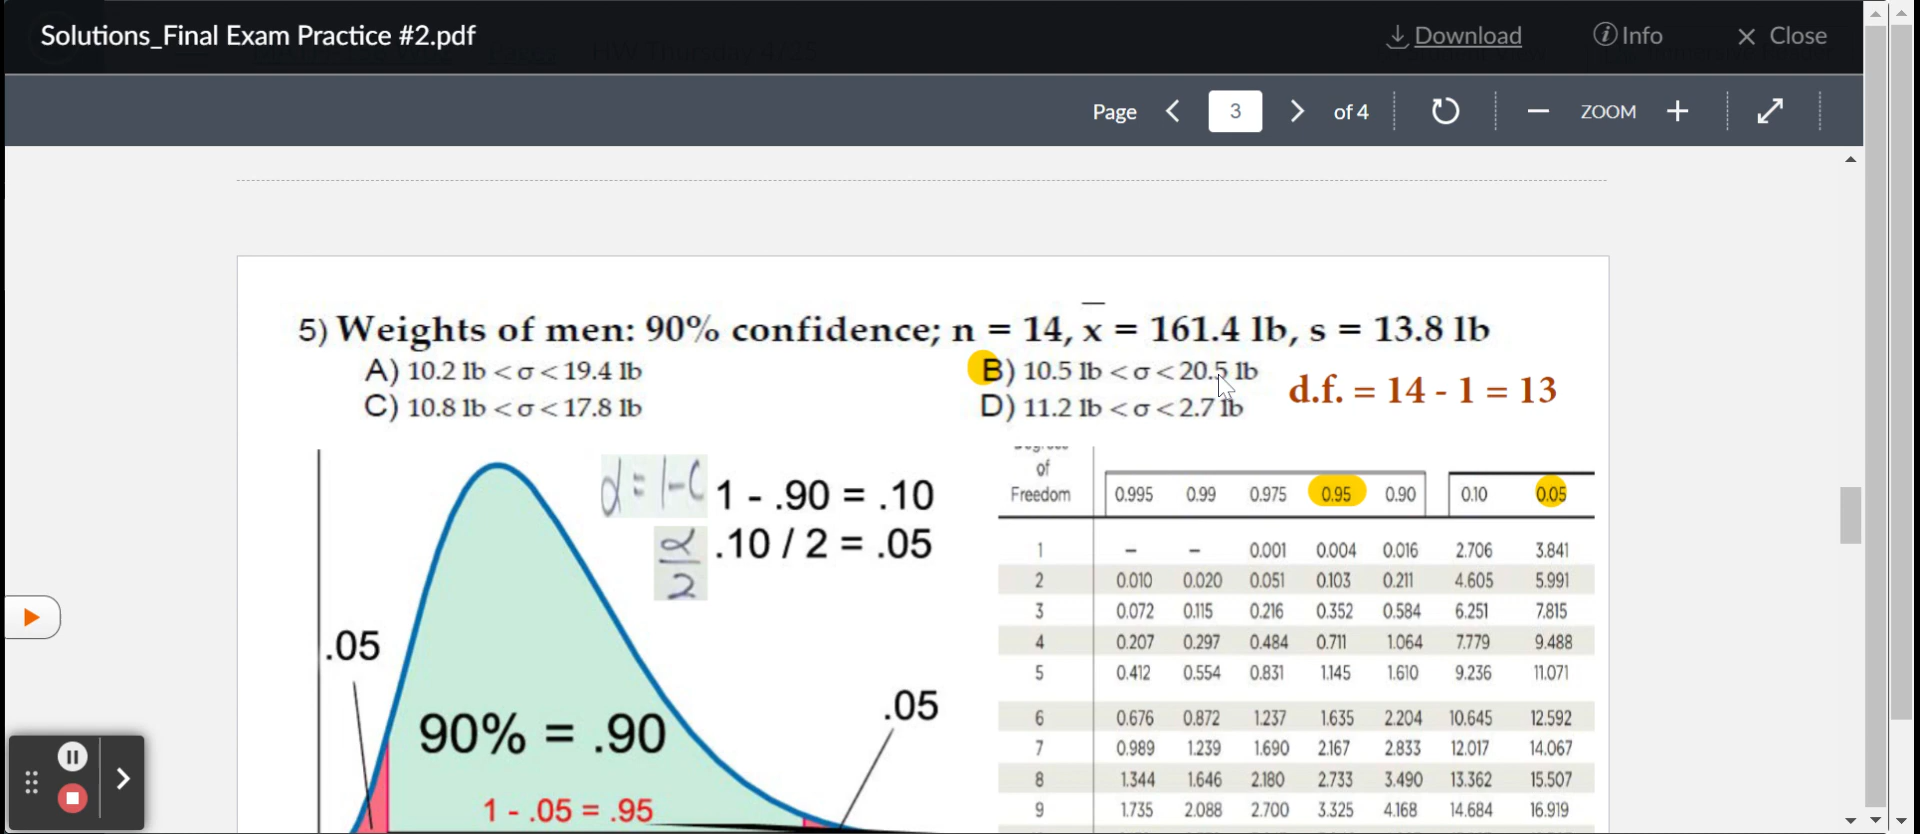 Solutions_Final Exam Practice #2.pdf
Download
Info
Close
Page
3
of 4
ZOOM
5) Weights of men: 90% confidence; n = 14, x̄ = 161.4 lb, s = 13.8 lb
A) 10.2 lb < σ < 19.4 lb
B) 10.5 lb < σ < 20.5 lb
C) 10.8 lb < σ < 17.8 lb
D) 11.2 lb < σ < 2.7 lb
d.f. = 14 - 1 = 13
α = 1 - C 1 - .90 = .10
α/2 .10 / 2 = .05
.05
90% = .90
.05
1 - .05 = .95
of
Freedom 0.995 0.99 0.975 0.95 0.90 0.10 0.05
1 – – 0.001 0.004 0.016 2.706 3.841
2 0.010 0.020 0.051 0.103 0.211 4.605 5.991
3 0.072 0.115 0.216 0.352 0.584 6.251 7.815
4 0.207 0.297 0.484 0.711 1.064 7.779 9.488
5 0.412 0.554 0.831 1.145 1.610 9.236 11.071
6 0.676 0.872 1.237 1.635 2.204 10.645 12.592
7 0.989 1.239 1.690 2.167 2.833 12.017 14.067
8 1.344 1.646 2.180 2.733 3.490 13.362 15.507
9 1.735 2.088 2.700 3.325 4.168 14.684 16.919